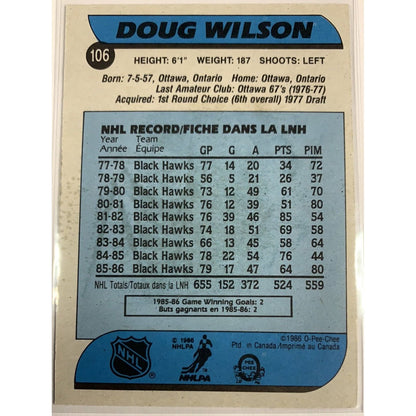 DOUG WILSON
106
HEIGHT: 6'1" WEIGHT: 187 SHOOTS: LEFT
Born: 7-5-57, Ottawa, Ontario Home: Ottawa, Ontario
Last Amateur Club: Ottawa 67's (1976-77)
Acquired: 1st Round Choice (6th overall) 1977 Draft
NHL RECORD/FICHE DANS LA LNH
Year Team
Année Équipe GP G A PTS PIM
77-78 Black Hawks 77 14 20 34 72
78-79 Black Hawks 56 5 21 26 37
79-80 Black Hawks 73 12 49 61 70
80-81 Black Hawks 76 12 39 51 80
81-82 Black Hawks 76 39 46 85 54
82-83 Black Hawks 74 18 51 69 58
83-84 Black Hawks 66 13 45 58 64
84-85 Black Hawks 78 22 54 76 44
85-86 Black Hawks 79 17 47 64 80
NHL Totals/Totaux dans la LNH 655 152 372 524 559
1985-86 Game Winning Goals: 2
Buts gagnants en 1985-86: 2
NHL
© 1986
NHLPA
NHLPA
O PEE CHEE
©1986 O-Pee-Chee
Ptd. in Canada/Imprimé au Canada